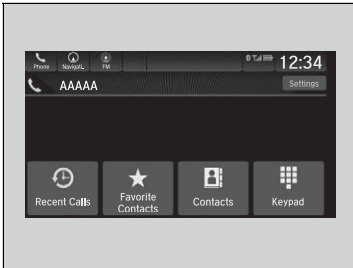 Phone Navigati.. FM 12:34
AAAAA Settings
Recent Calls
Favorite
Contacts
Contacts
Keypad